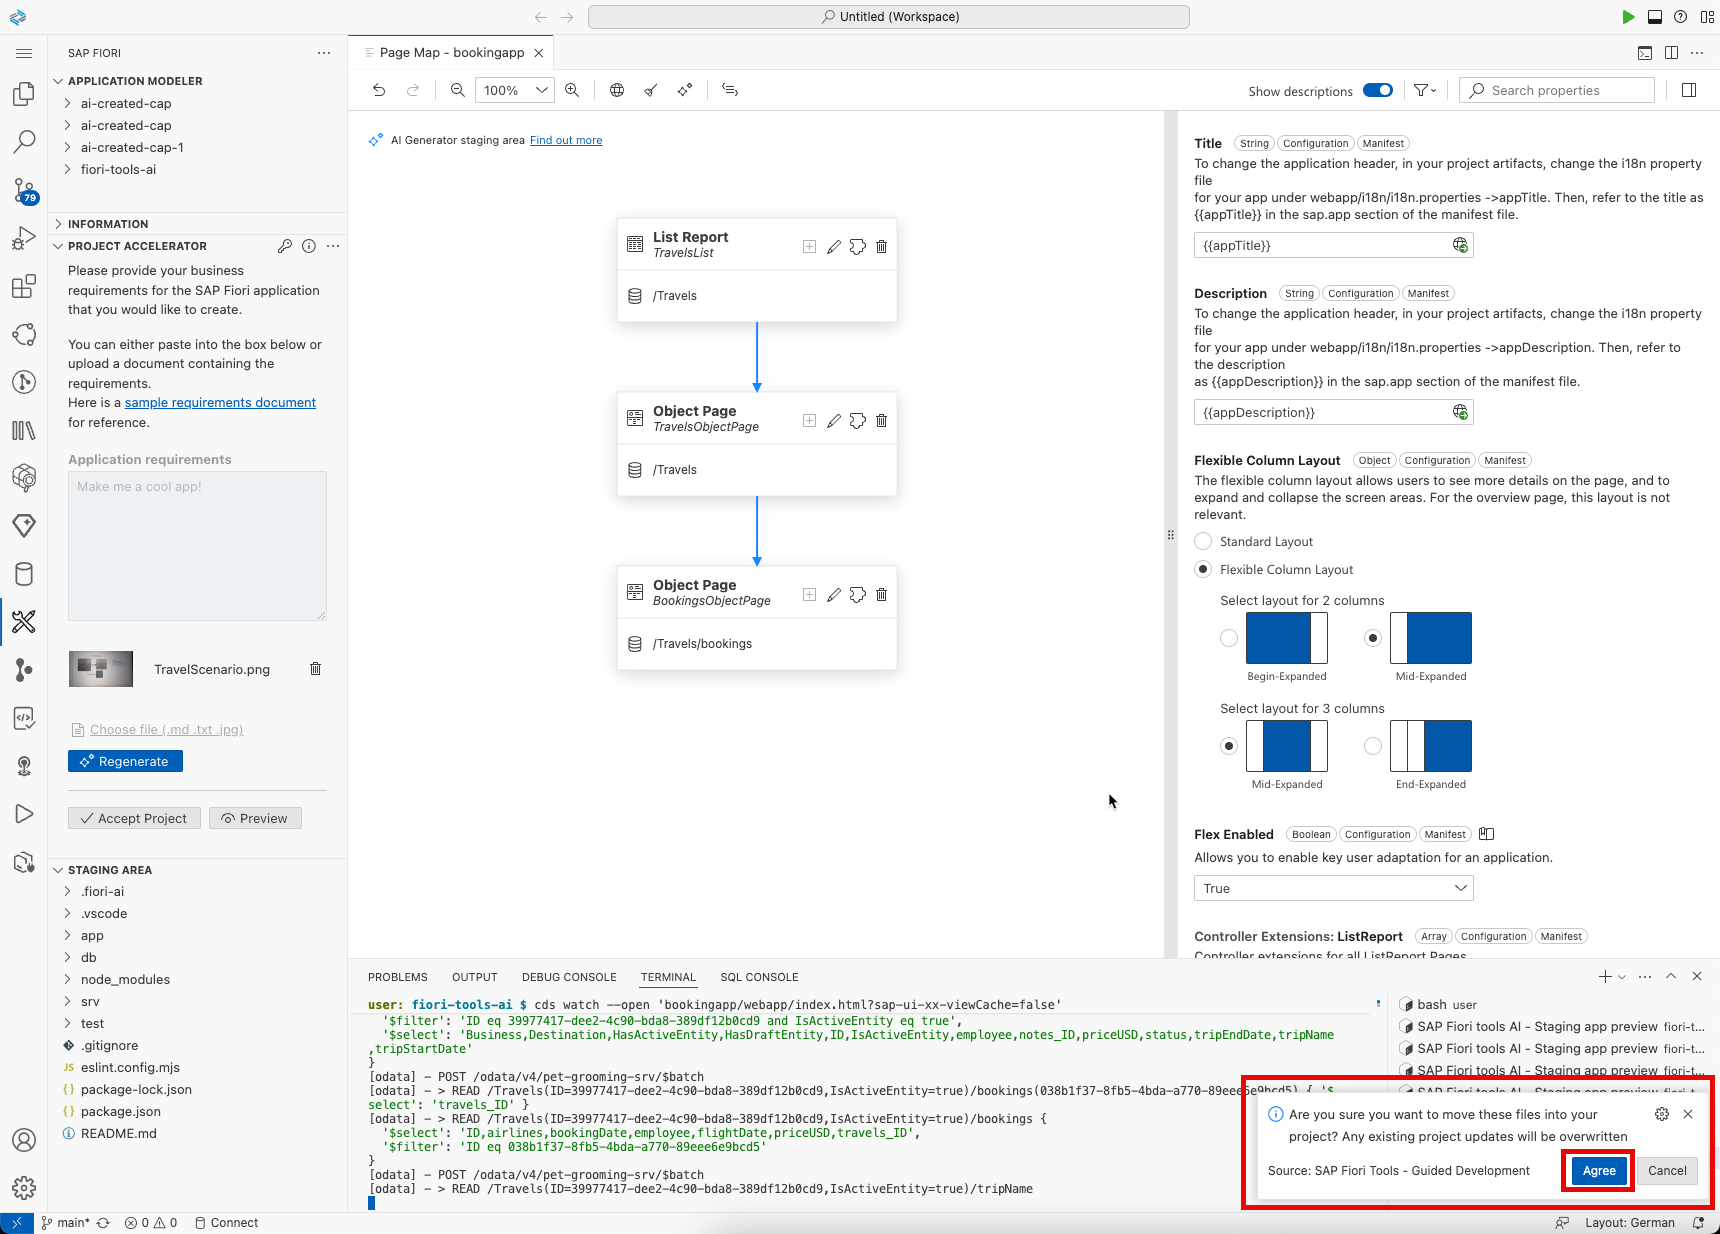 Untitled (Workspace)
SAP FIORI
APPLICATION MODELER
ai-created-cap
ai-created-cap
ai-created-cap-1
fiori-tools-ai
INFORMATION
PROJECT ACCELERATOR
Please provide your business
requirements for the SAP Fiori application
that you would like to create.
You can either paste into the box below or
upload a document containing the
requirements.
Here is a sample requirements document
for reference.
Application requirements
Make me a cool app!
TravelScenario.png
Choose file (.md .txt .jpg)
Regenerate
Accept Project
Preview
STAGING AREA
.fiori-ai
.vscode
app
db
node_modules
srv
test
.gitignore
JS eslint.config.mjs
{} package-lock.json
{} package.json
README.md
79
Page Map - bookingapp
100%
Show descriptions
Search properties
AI Generator staging area Find out more
List Report
TravelsList
/Travels
Object Page
TravelsObjectPage
/Travels
Object Page
BookingsObjectPage
/Travels/bookings
Title String Configuration Manifest
To change the application header, in your project artifacts, change the i18n property
file
for your app under webapp/i18n/i18n.properties ->appTitle. Then, refer to the title as
{{appTitle}} in the sap.app section of the manifest file.
{{appTitle}}
Description String Configuration Manifest
To change the application header, in your project artifacts, change the i18n property
file
for your app under webapp/i18n/i18n.properties ->appDescription. Then, refer to
the description
as {{appDescription}} in the sap.app section of the manifest file.
{{appDescription}}
Flexible Column Layout Object Configuration Manifest
The flexible column layout allows users to see more details on the page, and to
expand and collapse the screen areas. For the overview page, this layout is not
relevant.
Standard Layout
Flexible Column Layout
Select layout for 2 columns
Begin-Expanded
Mid-Expanded
Select layout for 3 columns
Mid-Expanded
End-Expanded
Flex Enabled Boolean Configuration Manifest
Allows you to enable key user adaptation for an application.
True
Controller Extensions: ListReport Array Configuration Manifest
Controller extensions for all ListReport Pages
PROBLEMS OUTPUT DEBUG CONSOLE TERMINAL SQL CONSOLE
user: fiori-tools-ai $ cds watch --open 'bookingapp/webapp/index.html?sap-ui-xx-viewCache=false'
'$filter': 'ID eq 39977417-dee2-4c90-bda8-389df12b0cd9 and IsActiveEntity eq true',
'$select': 'Business,Destination,HasActiveEntity,HasDraftEntity,ID,IsActiveEntity,employee,notes_ID,priceUSD,status,tripEndDate,tripName
,tripStartDate'
}
[odata] - POST /odata/v4/pet-grooming-srv/$batch
[odata] - > READ /Travels(ID=39977417-dee2-4c90-bda8-389df12b0cd9,IsActiveEntity=true)/bookings(038b1f37-8fb5-4bda-a770-89eee6e9bcd5) { '$
select': 'travels_ID' }
[odata] - > READ /Travels(ID=39977417-dee2-4c90-bda8-389df12b0cd9,IsActiveEntity=true)/bookings {
'$select': 'ID,airlines,bookingDate,employee,flightDate,priceUSD,travels_ID',
'$filter': 'ID eq 038b1f37-8fb5-4bda-a770-89eee6e9bcd5'
}
[odata] - POST /odata/v4/pet-grooming-srv/$batch
[odata] - > READ /Travels(ID=39977417-dee2-4c90-bda8-389df12b0cd9,IsActiveEntity=true)/tripName
bash user
SAP Fiori tools AI - Staging app preview fiori-t...
SAP Fiori tools AI - Staging app preview fiori-t...
SAP Fiori tools AI - Staging app preview fiori-t...
SAP Fiori tools AI - Staging app preview fiori-t...
Are you sure you want to move these files into your
project? Any existing project updates will be overwritten
Source: SAP Fiori Tools - Guided Development
Agree
Cancel
main* 0 0 Connect
Layout: German